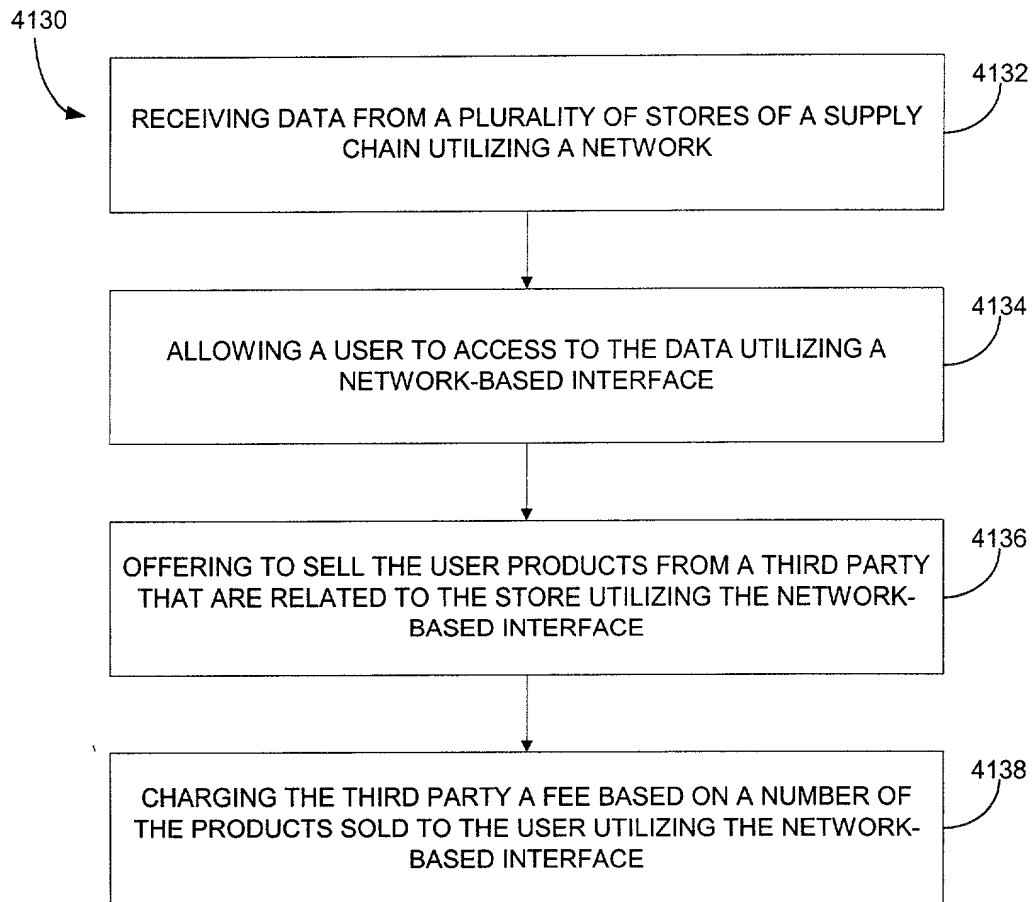 4130
4132
RECEIVING DATA FROM A PLURALITY OF STORES OF A SUPPLY
CHAIN UTILIZING A NETWORK
4134
ALLOWING A USER TO ACCESS TO THE DATA UTILIZING A
NETWORK-BASED INTERFACE
4136
OFFERING TO SELL THE USER PRODUCTS FROM A THIRD PARTY
THAT ARE RELATED TO THE STORE UTILIZING THE NETWORK-
BASED INTERFACE
4138
CHARGING THE THIRD PARTY A FEE BASED ON A NUMBER OF
THE PRODUCTS SOLD TO THE USER UTILIZING THE NETWORK-
BASED INTERFACE